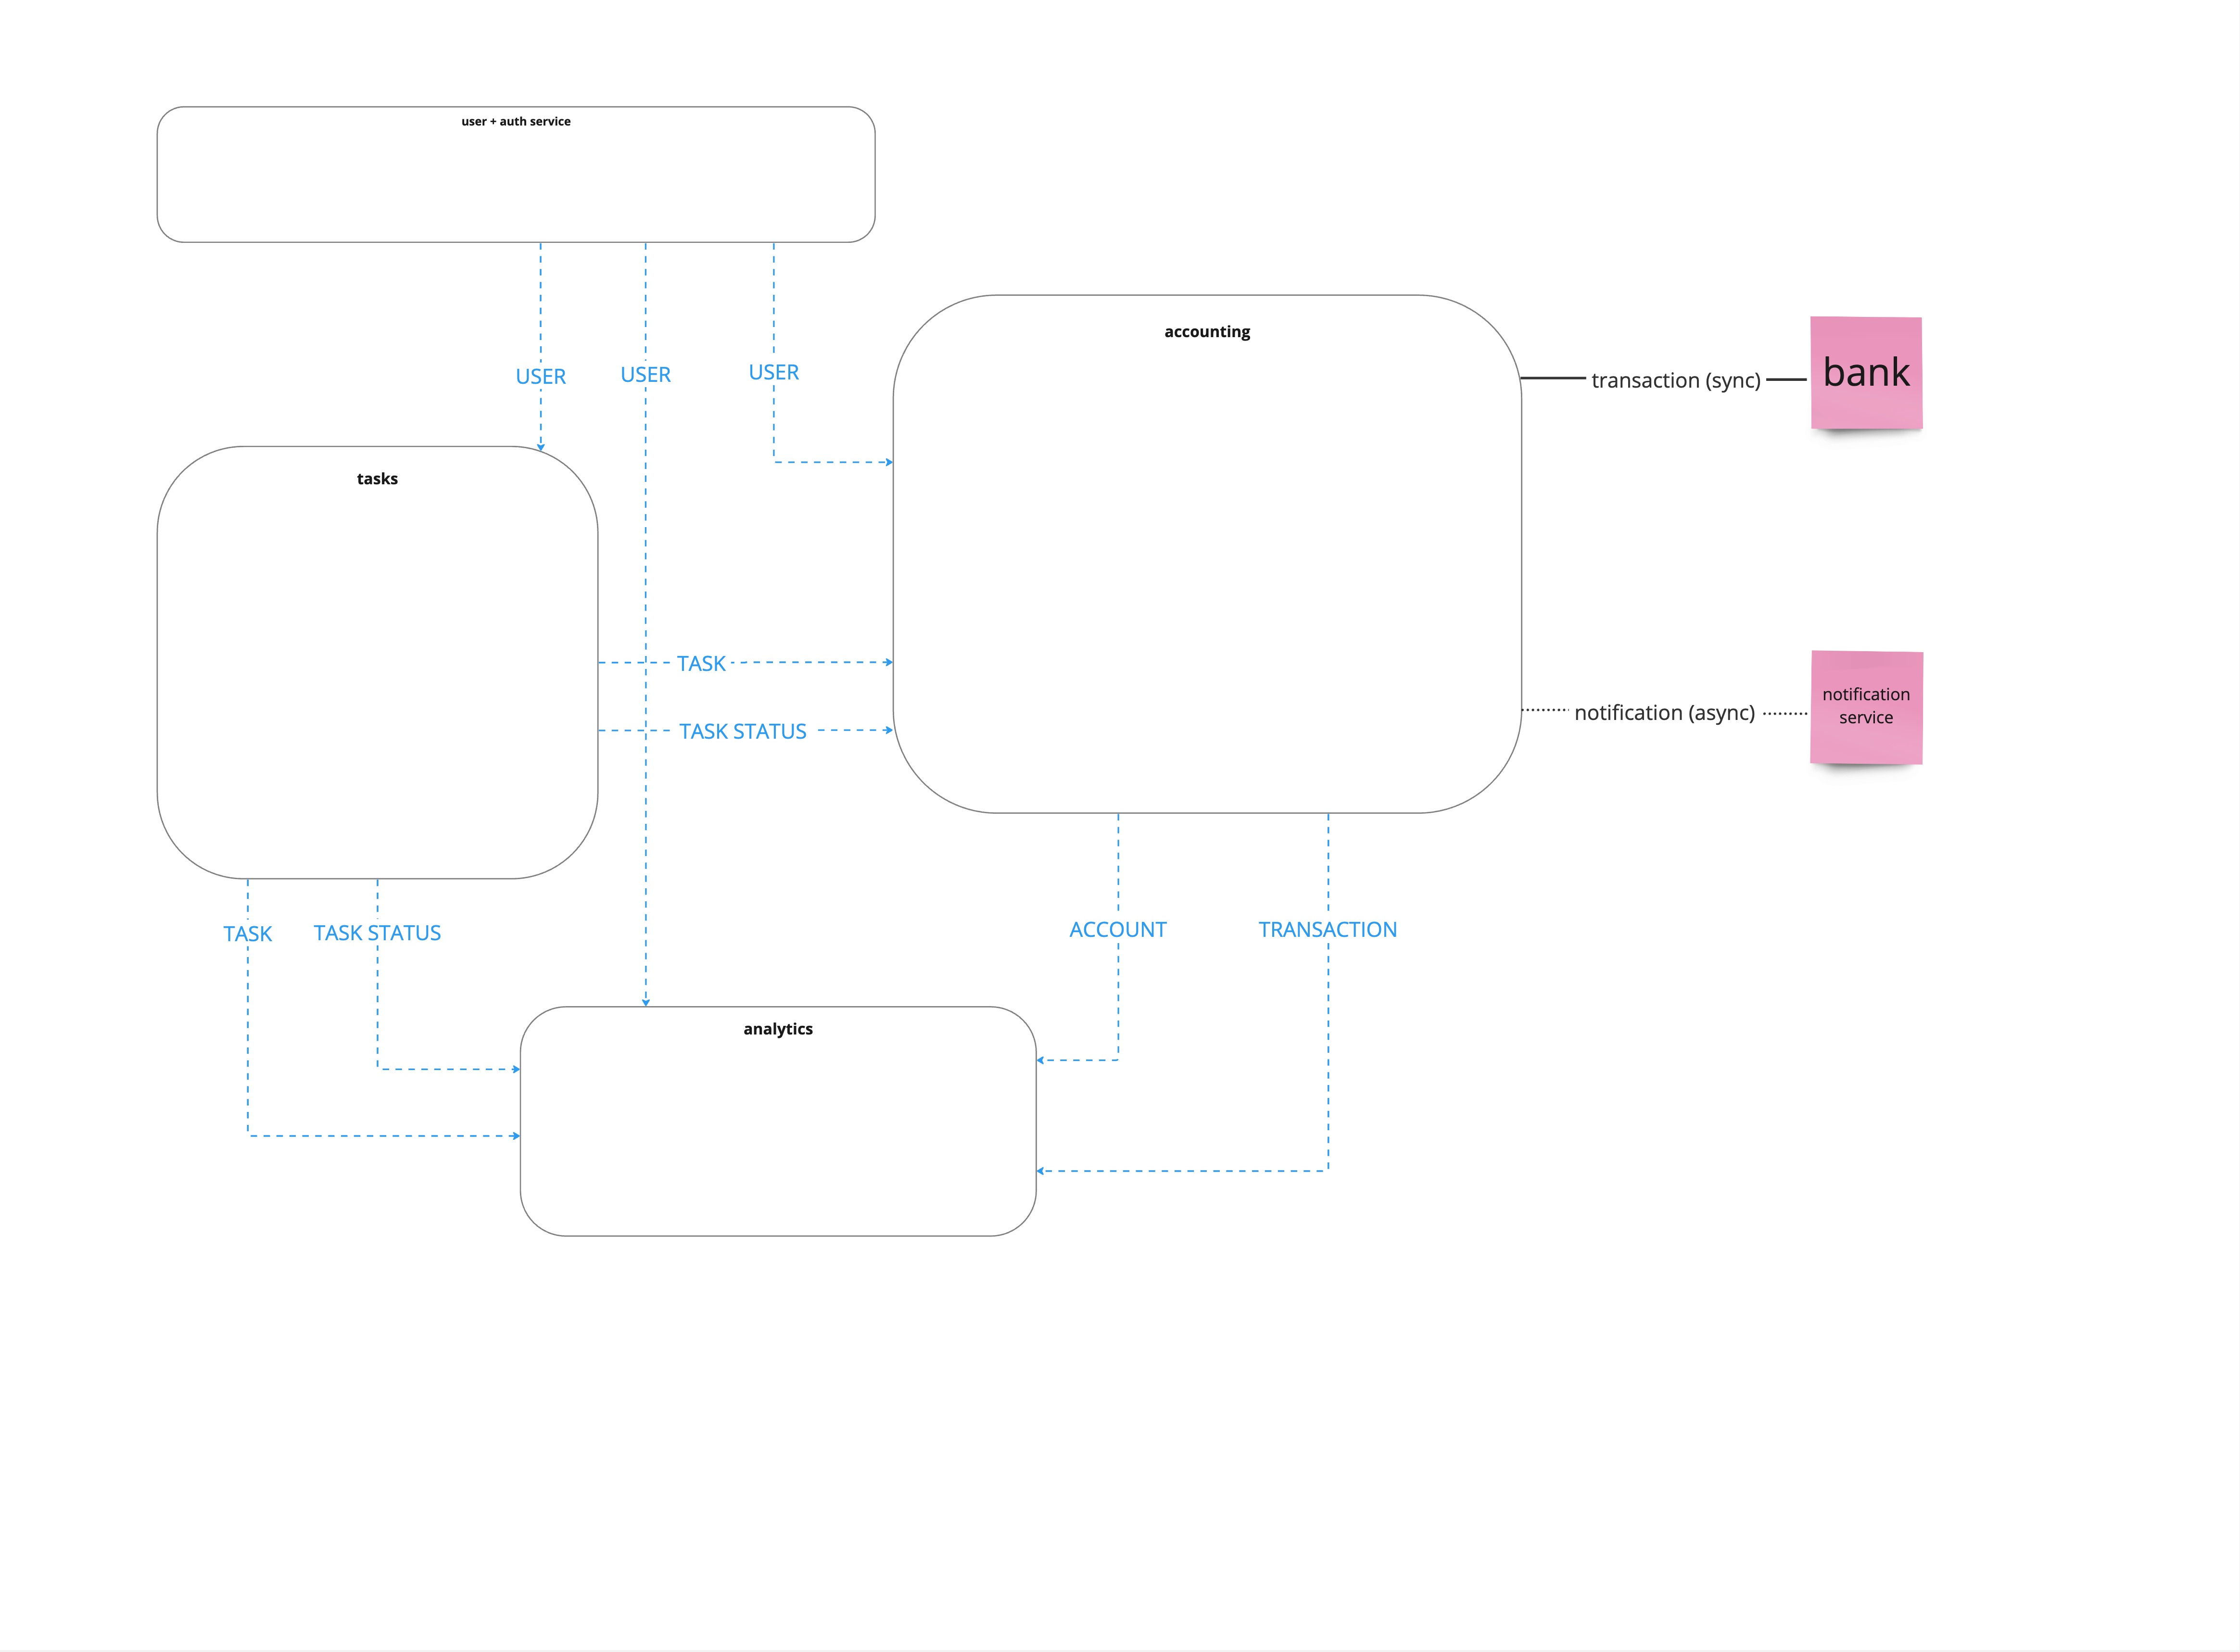 user + auth service
accounting
bank
USER
USER
USER
transaction (sync)
tasks
TASK
TASK STATUS
notification (async)
notification
service
TASK
TASK STATUS
ACCOUNT
TRANSACTION
analytics